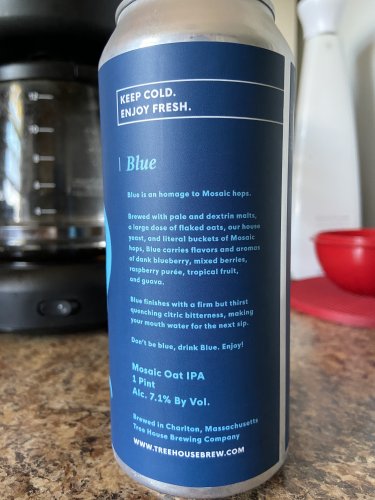 KEEP COLD.
ENJOY FRESH.
Blue
Blue is an homage to Mosaic hops.
Brewed with pale and dextrin malts,
a large dose of flaked oats, our house
yeast, and literal buckets of Mosaic
hops, Blue carries flavors and aromas
of dank blueberry, mixed berries,
raspberry purée, tropical fruit,
and guava.
Blue finishes with a firm but thirst
quenching citric bitterness, making
your mouth water for the next sip.
Don't be blue, drink Blue. Enjoy!
Mosaic Oat IPA
1 Pint
Alc. 7.1% By Vol.
Brewed in Charlton, Massachusetts
Tree House Brewing Company
WWW.TREEHOUSEBREW.COM